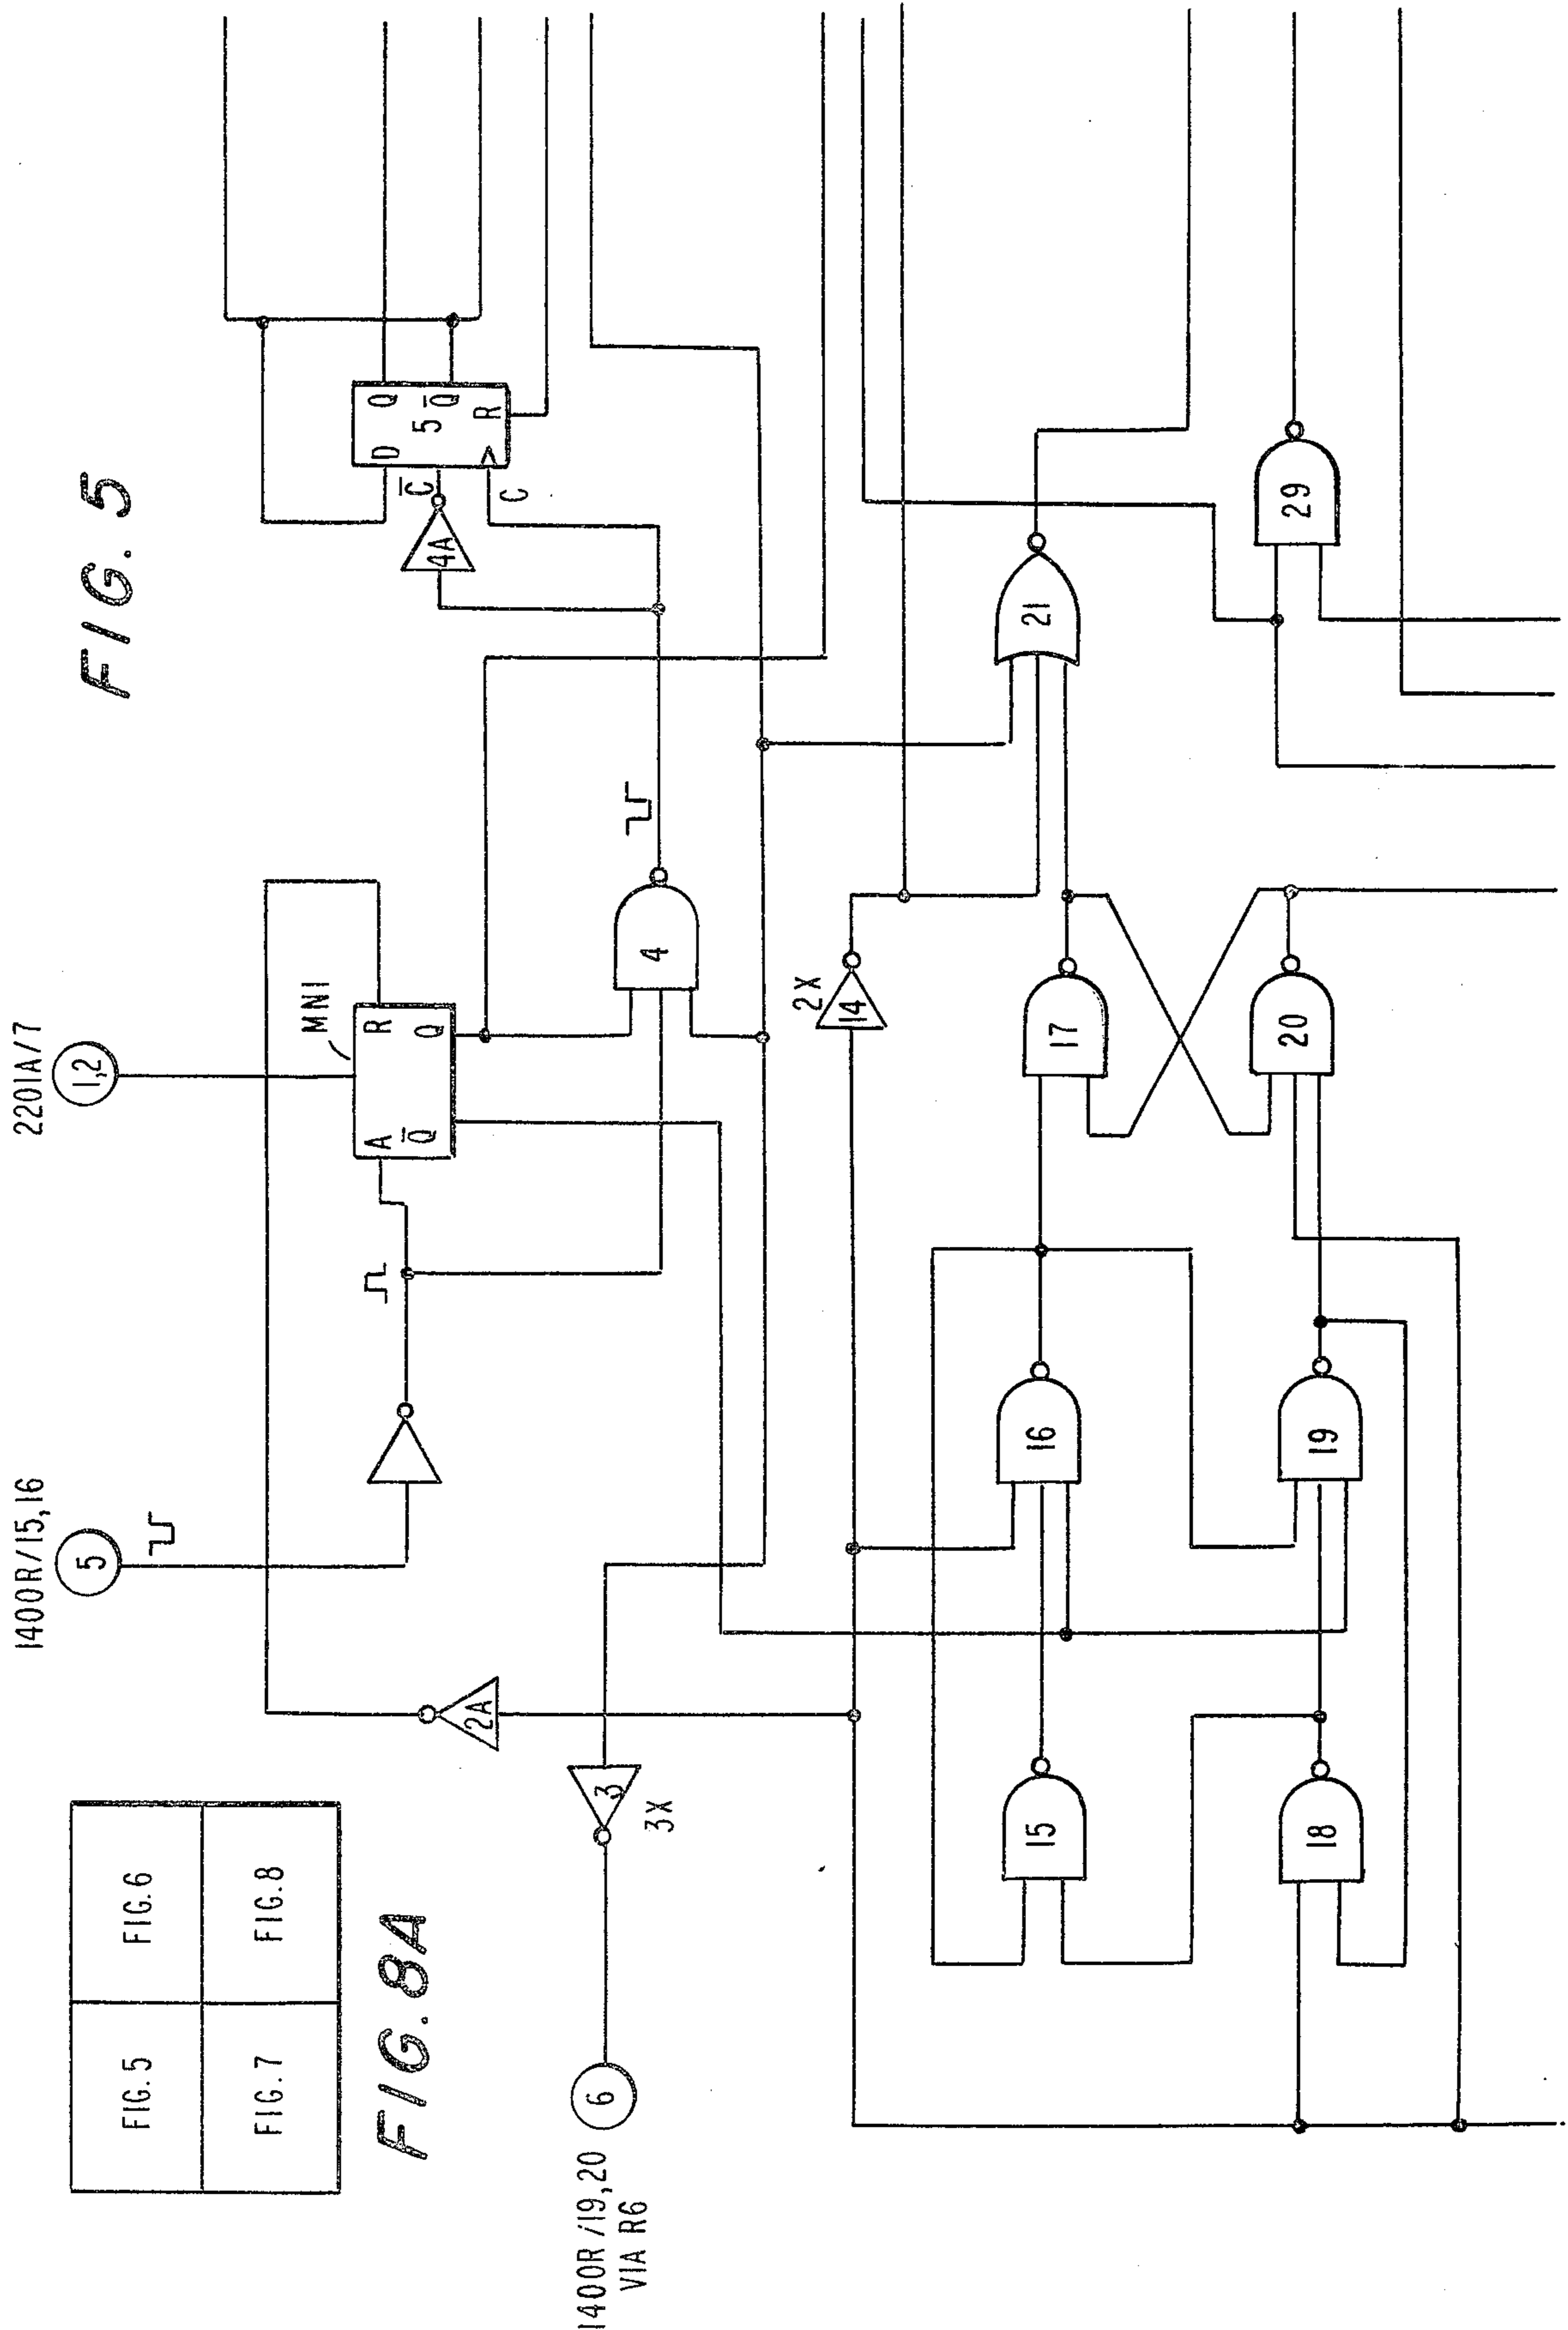 FIG. 5
FIG. 6
FIG. 7
FIG. 8
FIG. 8A
1400R/15,16
5
2201A/7
1,2
FIG. 5
MN1
A
R
Q̅
Q
2A
3
3X
6
1400R/19,20
VIA R6
4
4A
C̅
C
D
Q
5
Q̅
R
2X
14
15
16
17
21
18
19
20
29